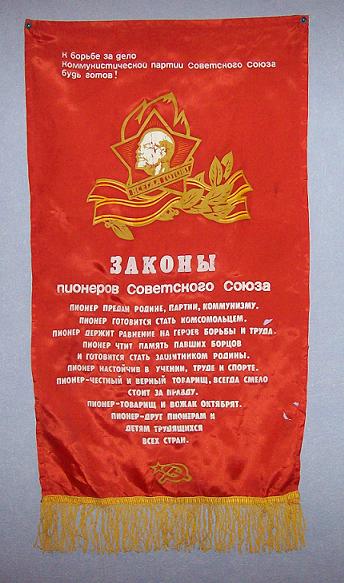 К борьбе за дело
Коммунистической партии Советского Союза
будь готов!
ВСЕГДА ГОТОВ!
ЗАКОНЫ
пионеров Советского Союза
ПИОНЕР ПРЕДАН РОДИНЕ, ПАРТИИ, КОММУНИЗМУ.
ПИОНЕР ГОТОВИТСЯ СТАТЬ КОМСОМОЛЬЦЕМ.
ПИОНЕР ДЕРЖИТ РАВНЕНИЕ НА ГЕРОЕВ БОРЬБЫ И ТРУДА.
ПИОНЕР ЧТИТ ПАМЯТЬ ПАВШИХ БОРЦОВ
И ГОТОВИТСЯ СТАТЬ ЗАЩИТНИКОМ РОДИНЫ.
ПИОНЕР НАСТОЙЧИВ В УЧЕНИИ, ТРУДЕ И СПОРТЕ.
ПИОНЕР-ЧЕСТНЫЙ И ВЕРНЫЙ ТОВАРИЩ, ВСЕГДА СМЕЛО
СТОИТ ЗА ПРАВДУ.
ПИОНЕР-ТОВАРИЩ И ВОЖАК ОКТЯБРЯТ.
ПИОНЕР-ДРУГ ПИОНЕРАМ И
ДЕТЯМ ТРУДЯЩИХСЯ
ВСЕХ СТРАН.